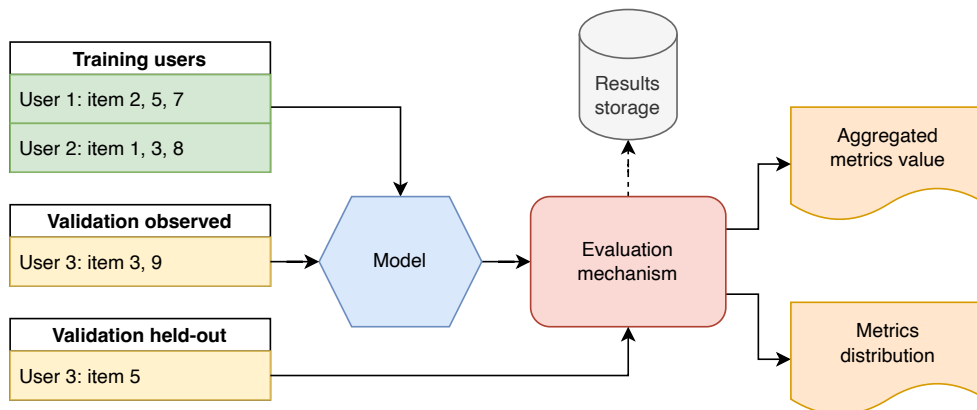 Training users
User 1: item 2, 5, 7
User 2: item 1, 3, 8
Validation observed
User 3: item 3, 9
Validation held-out
User 3: item 5
Model
Results
storage
Evaluation
mechanism
Aggregated
metrics value
Metrics
distribution